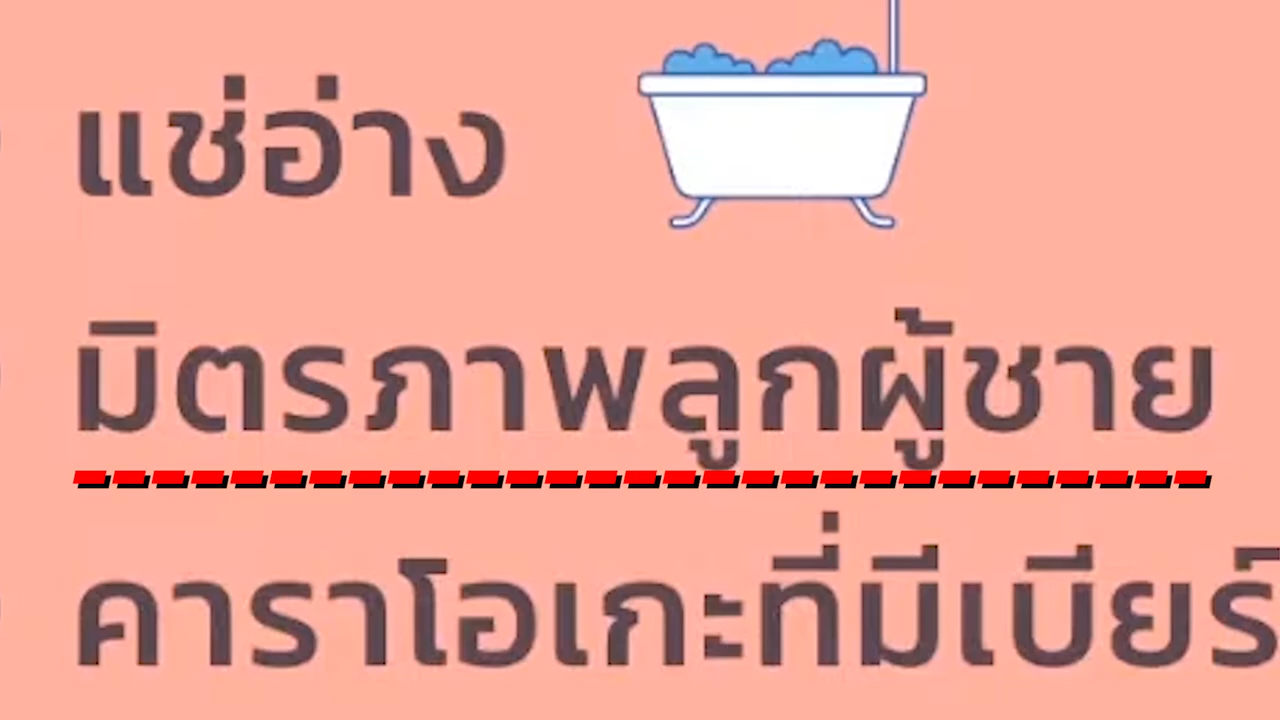 แช่อ่าง
มิตรภาพลูกผู้ชาย
คาราโอเกะที่มีเบียร์